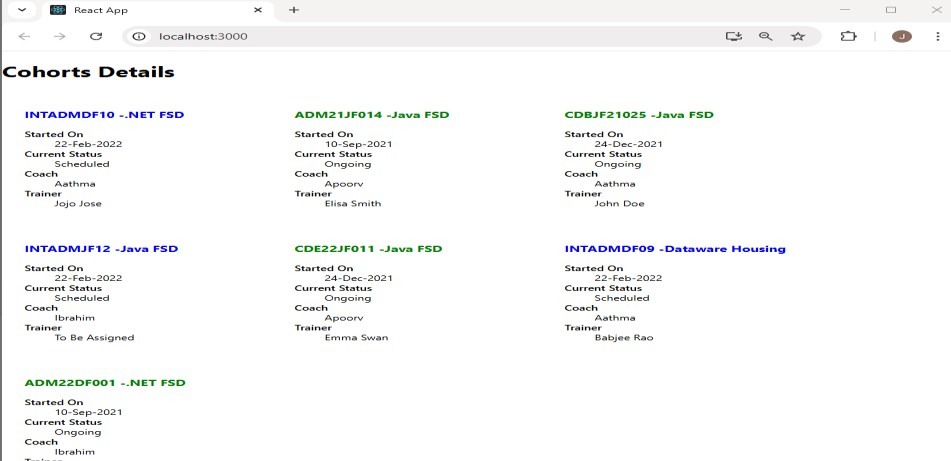 React App
localhost:3000
J
Cohorts Details
INTADMDF10 -.NET FSD
Started On
22-Feb-2022
Current Status
Scheduled
Coach
Aathma
Trainer
Jojo Jose
ADM21JF014 -Java FSD
Started On
10-Sep-2021
Current Status
Ongoing
Coach
Apoorv
Trainer
Elisa Smith
CDBJF21025 -Java FSD
Started On
24-Dec-2021
Current Status
Ongoing
Coach
Aathma
Trainer
John Doe
INTADMJF12 -Java FSD
Started On
22-Feb-2022
Current Status
Scheduled
Coach
Ibrahim
Trainer
To Be Assigned
CDE22JF011 -Java FSD
Started On
24-Dec-2021
Current Status
Ongoing
Coach
Apoorv
Trainer
Emma Swan
INTADMDF09 -Dataware Housing
Started On
22-Feb-2022
Current Status
Scheduled
Coach
Aathma
Trainer
Babjee Rao
ADM22DF001 -.NET FSD
Started On
10-Sep-2021
Current Status
Ongoing
Coach
Ibrahim